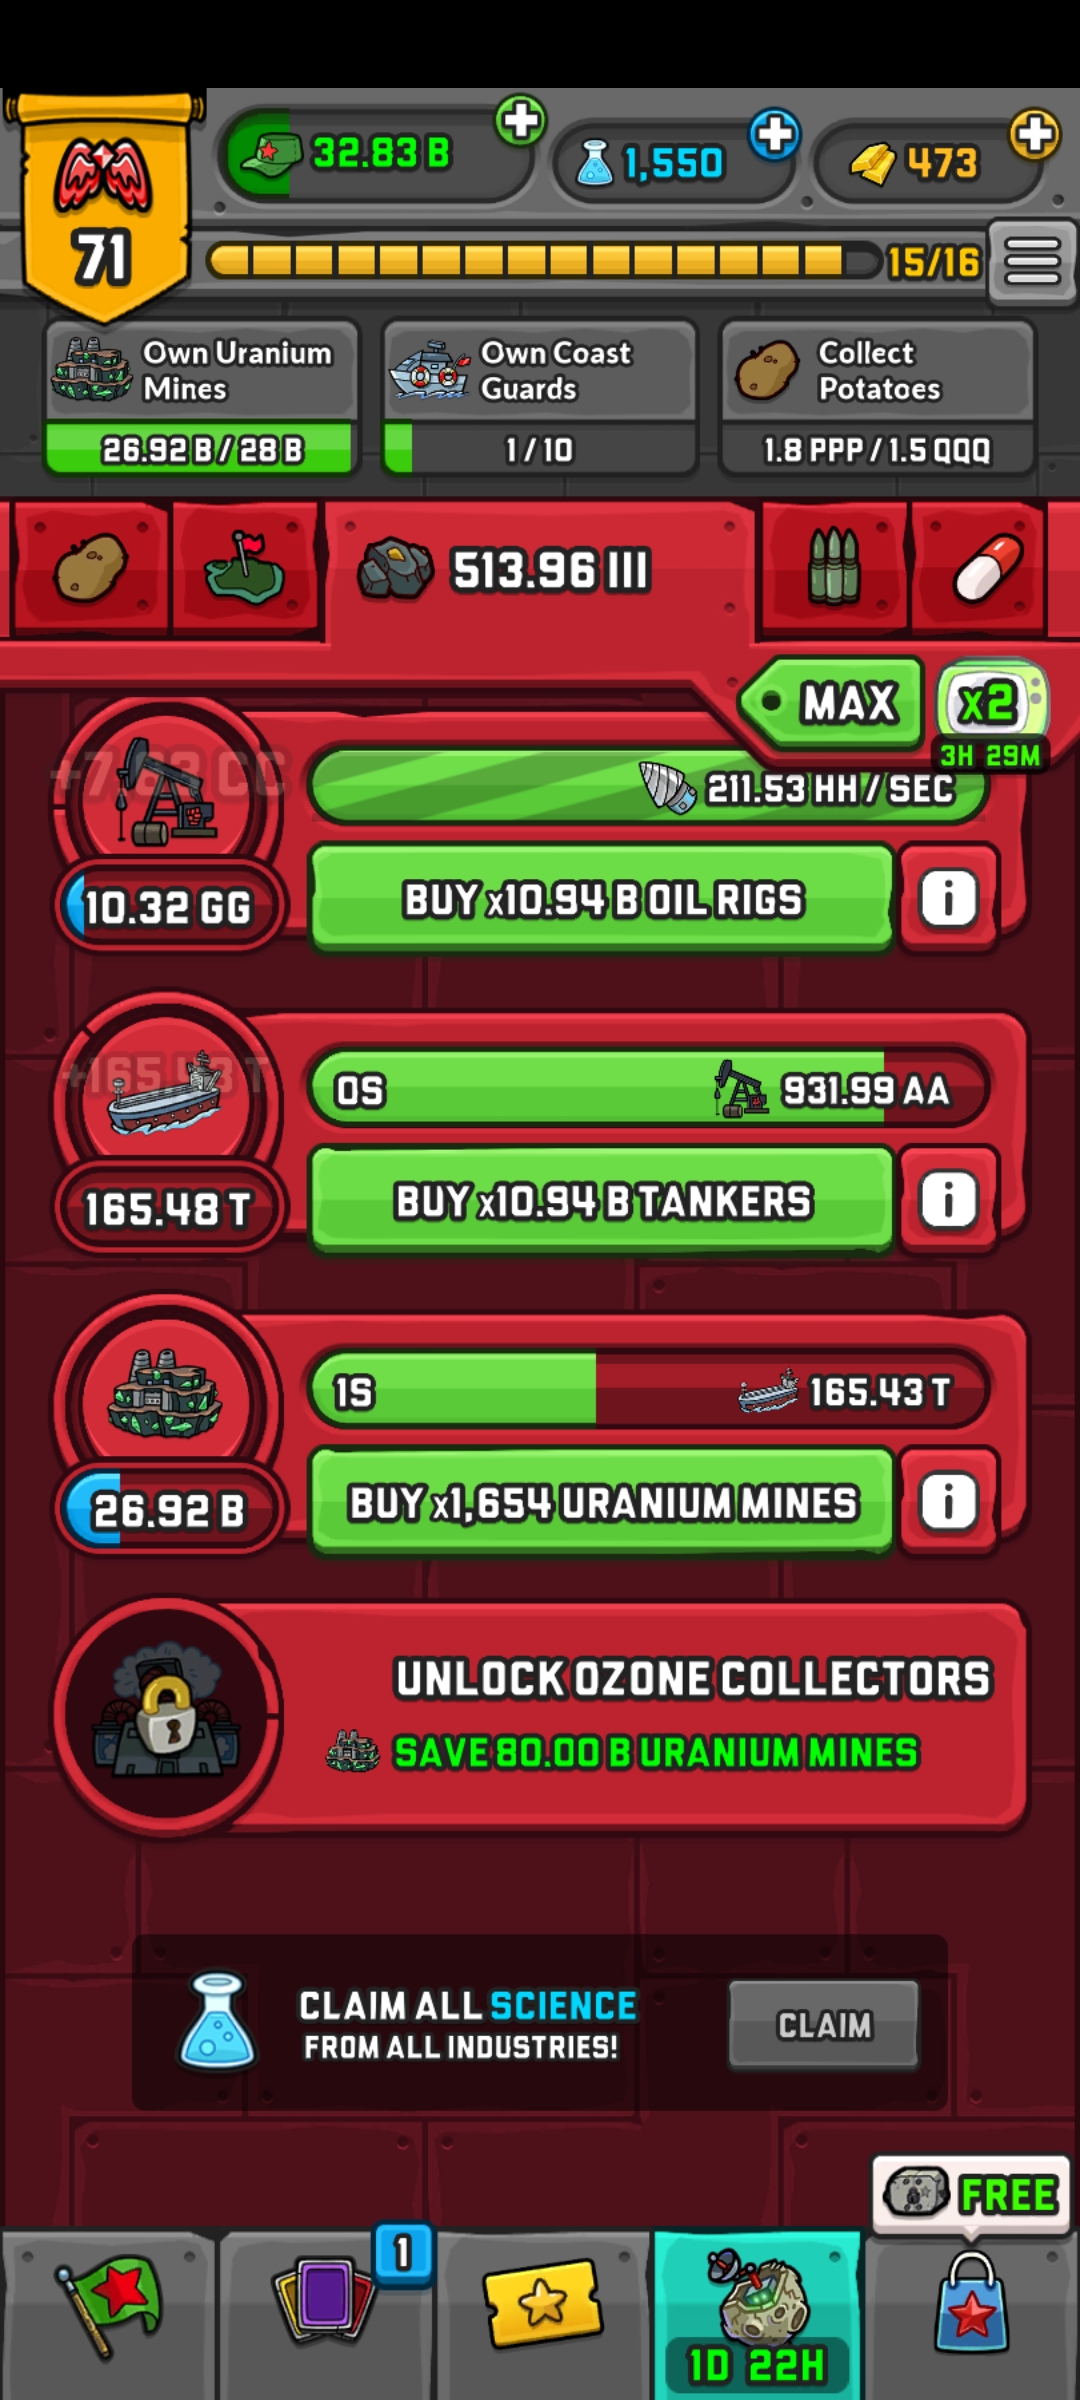 32.83 B
1,550
473
71
15/16
Own Uranium
Mines
26.92 B / 28 B
Own Coast
Guards
1 / 10
Collect
Potatoes
1.8 PPP / 1.5 QQQ
513.96 III
MAX
x2
3H 29M
211.53 HH / SEC
10.32 GG
BUY x10.94 B OIL RIGS
i
0S
931.99 AA
165.48 T
BUY x10.94 B TANKERS
i
1S
165.43 T
26.92 B
BUY x1,654 URANIUM MINES
i
UNLOCK OZONE COLLECTORS
SAVE 80.00 B URANIUM MINES
CLAIM ALL SCIENCE
FROM ALL INDUSTRIES!
CLAIM
FREE
1
1D 22H